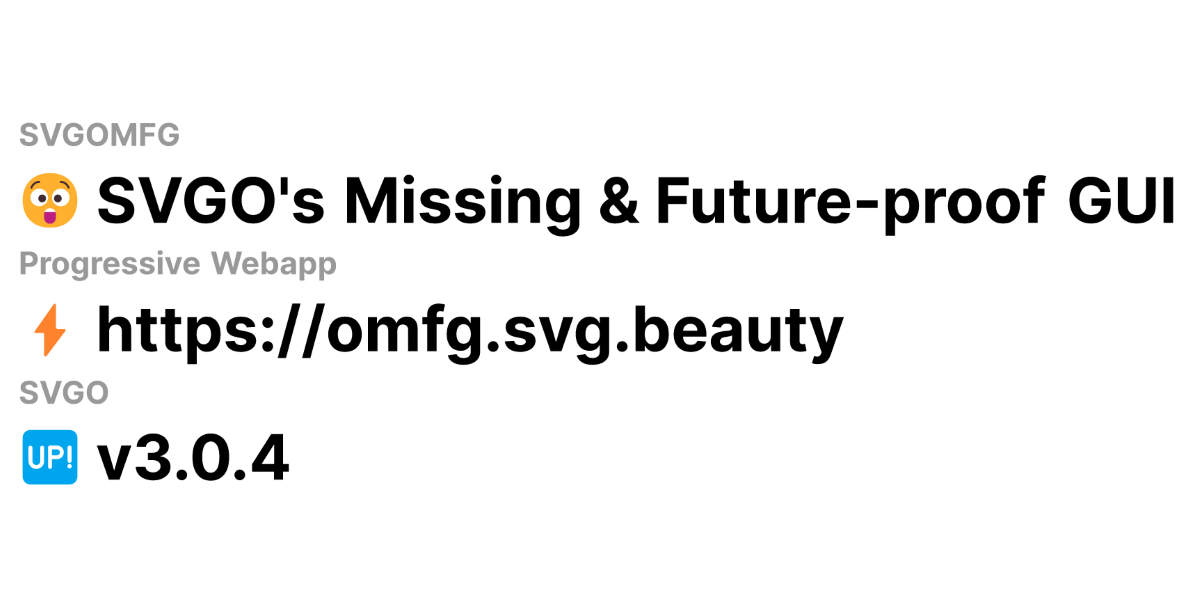 SVGOMFG
😲 SVGO's Missing & Future-proof GUI
Progressive Webapp
⚡ https://omfg.svg.beauty
SVGO
UP! v3.0.4